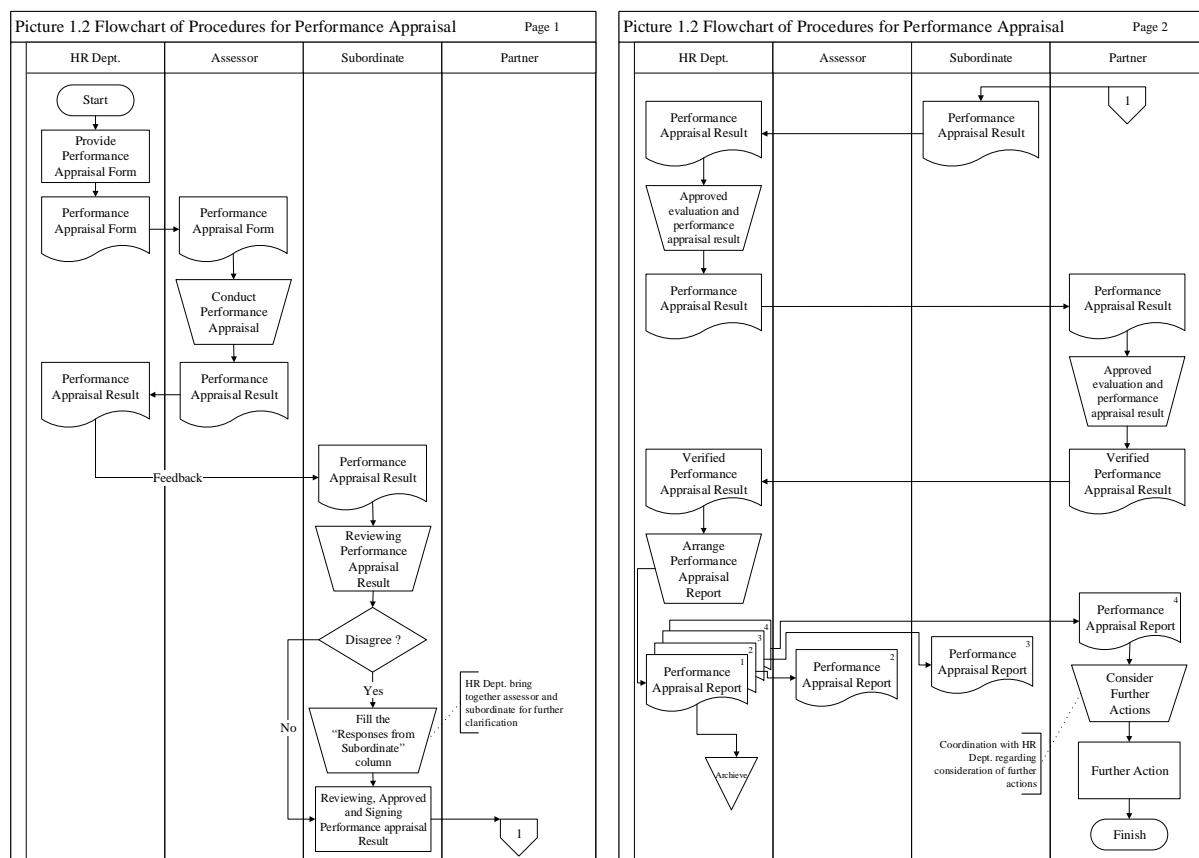 Picture 1.2 Flowchart of Procedures for Performance Appraisal
Page 1
HR Dept.
Assessor
Subordinate
Partner
Start
Provide
Performance
Appraisal Form
Performance
Appraisal Form
Performance
Appraisal Form
Conduct
Performance
Appraisal
Performance
Appraisal Result
Performance
Appraisal Result
Feedback
Performance
Appraisal Result
Reviewing
Performance
Appraisal
Result
Disagree ?
Yes
No
HR Dept. bring
together assessor and
subordinate for further
clarification
Fill the
“Responses from
Subordinate”
column
Reviewing, Approved
and Signing
Performance appraisal
Result
1
Picture 1.2 Flowchart of Procedures for Performance Appraisal
Page 2
HR Dept.
Assessor
Subordinate
Partner
1
Performance
Appraisal Result
Performance
Appraisal Result
Approved
evaluation and
performance
appraisal result
Performance
Appraisal Result
Performance
Appraisal Result
Approved
evaluation and
performance
appraisal result
Verified
Performance
Appraisal Result
Verified
Performance
Appraisal Result
Arrange
Performance
Appraisal
Report
4
3
2
1
Performance
Appraisal Report
2
Performance
Appraisal Report
3
Performance
Appraisal Report
4
Performance
Appraisal Report
Consider
Further
Actions
Coordination with HR
Dept. regarding
consideration of further
actions
Archieve
Further Action
Finish